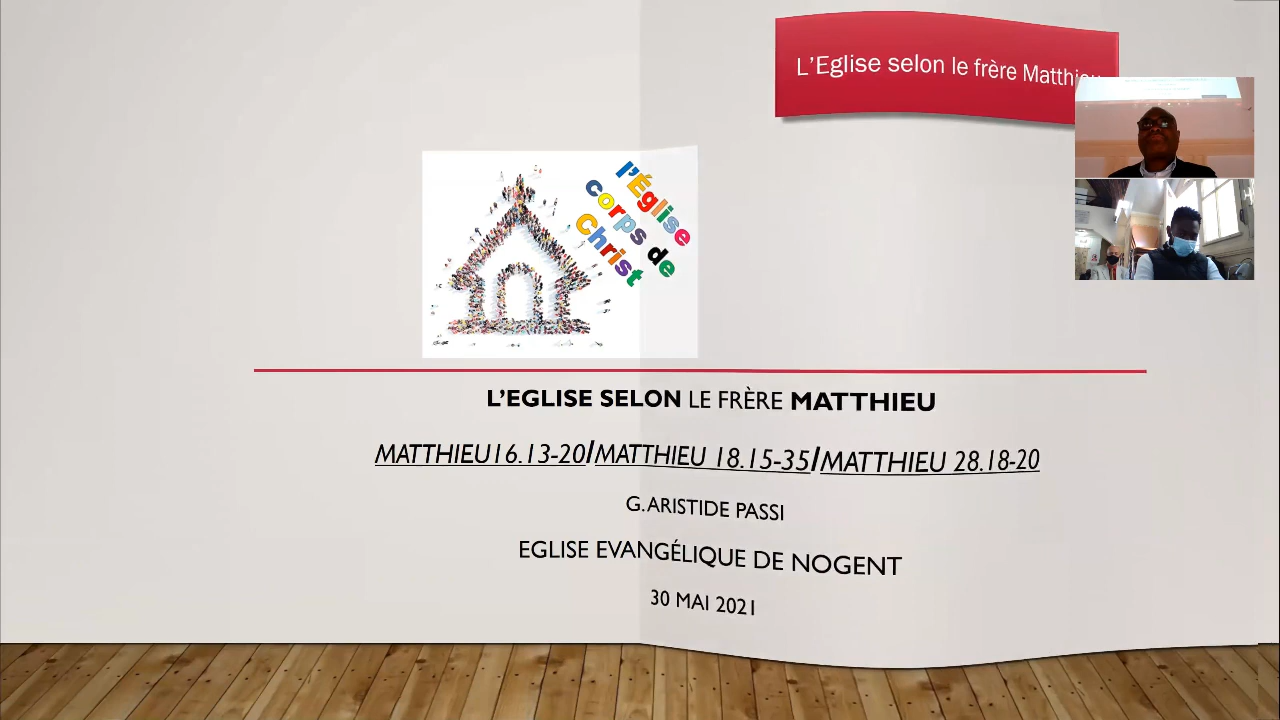 L'Eglise selon le frère Matthieu
l'Église
corps de
Christ
L'EGLISE SELON LE FRÈRE MATTHIEU
MATTHIEU16.13-20/MATTHIEU 18.15-35/MATTHIEU 28.18-20
G.ARISTIDE PASSI
EGLISE EVANGÉLIQUE DE NOGENT
30 MAI 2021